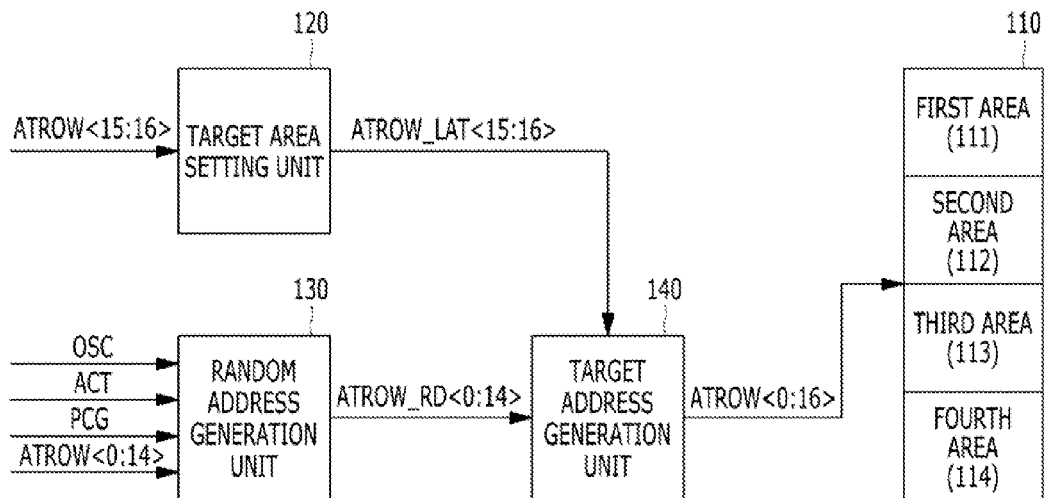 120
110
ATROW<15:16>
TARGET AREA
SETTING UNIT
ATROW_LAT<15:16>
FIRST AREA
(111)
SECOND
AREA
(112)
THIRD AREA
(113)
FOURTH
AREA
(114)
130
140
OSC
ACT
PCG
ATROW<0:14>
RANDOM
ADDRESS
GENERATION
UNIT
ATROW_RD<0:14>
TARGET
ADDRESS
GENERATION
UNIT
ATROW<0:16>